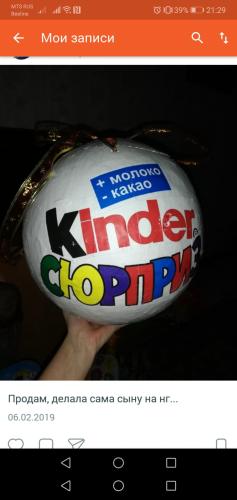 MTS RUS
Beeline
39%
21:29
Мои записи
+ молоко
- какао
Kinder
®
СЮРПРИЗ
Продам, делала сама сыну на нг...
06.02.2019